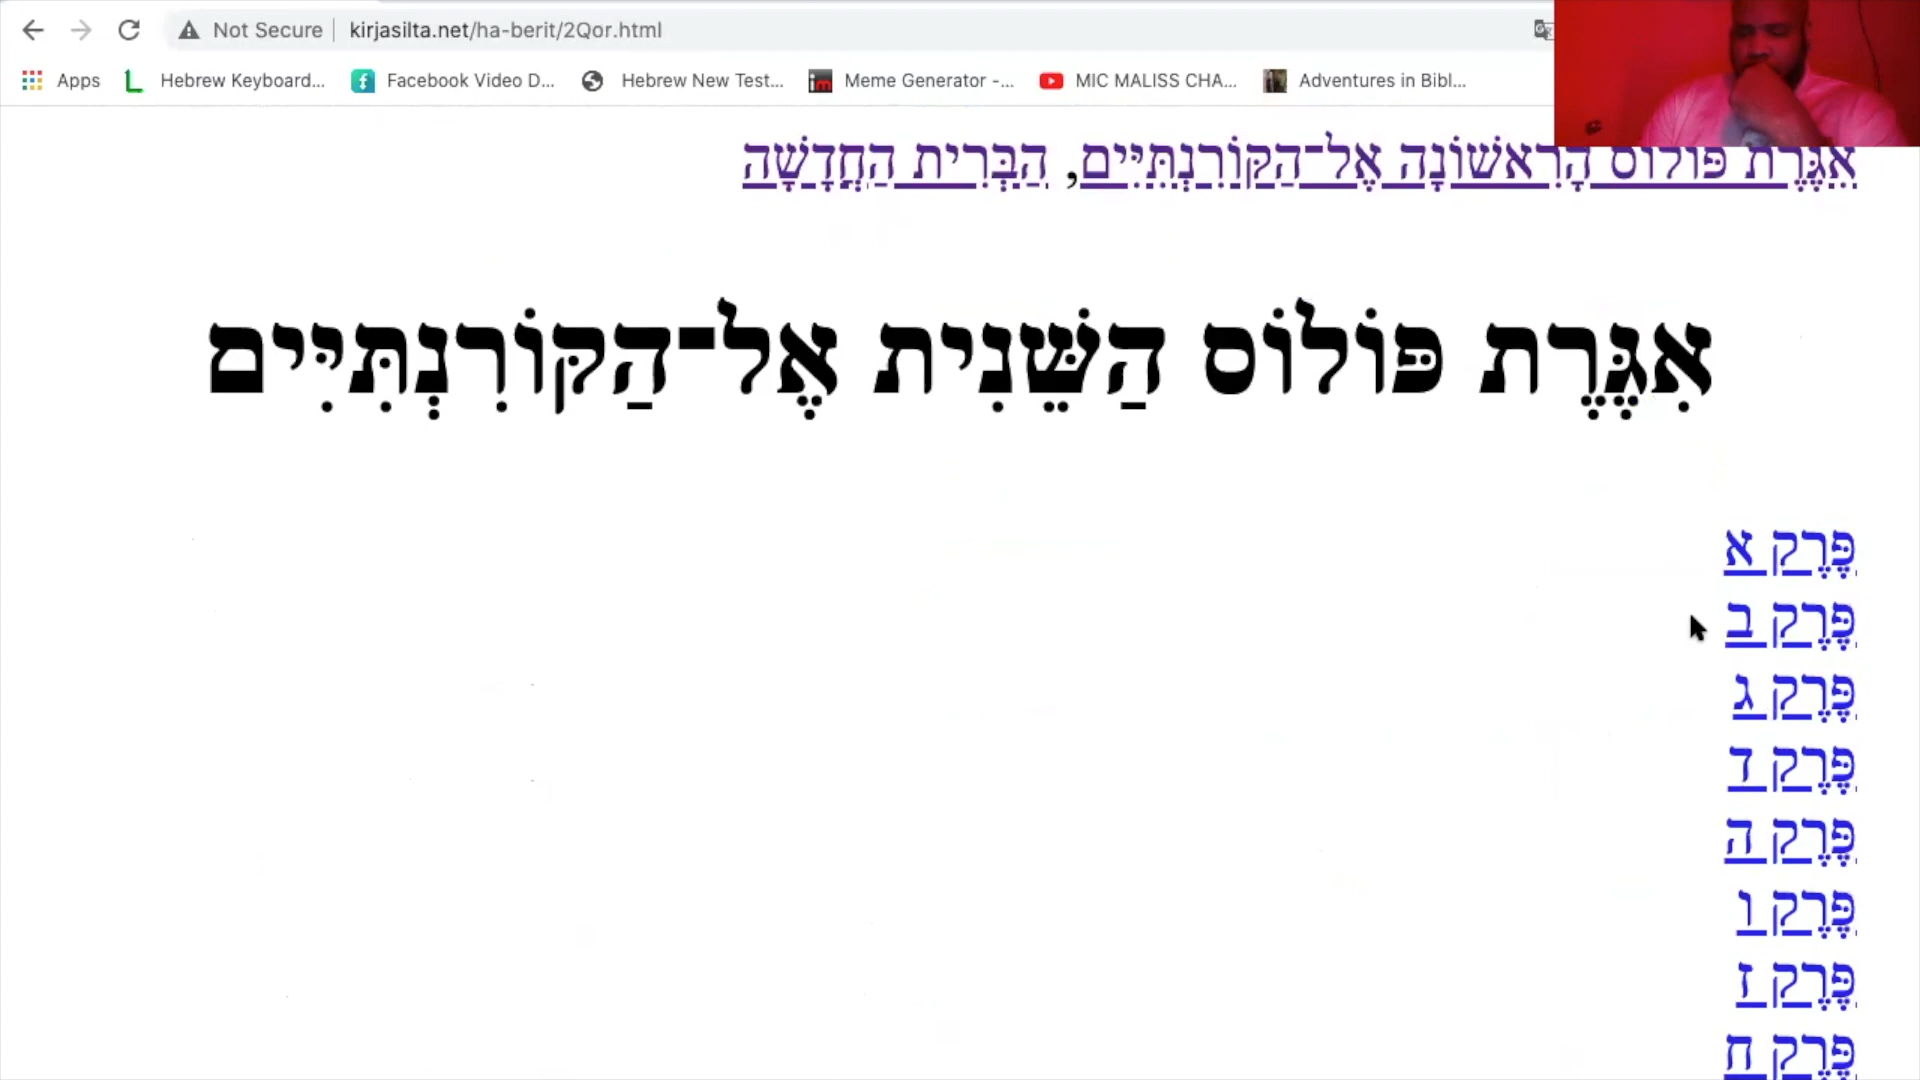 Not Secure kirjasilta.net/ha-berit/2Qor.html
Apps Hebrew Keyboard... Facebook Video D... Hebrew New Test... Meme Generator -... MIC MALISS CHA... Adventures in Bibl...
אִגֶּרֶת פּוֹלוֹס הָרִאשׁוֹנָה אֶל־הַקּוֹרִנְתִּיִּים, הַבְּרִית הַחֲדָשָׁה
אִגֶּרֶת פּוֹלוֹס הַשֵּׁנִית אֶל־הַקּוֹרִנְתִּיִּים
פֶּרֶק א
פֶּרֶק ב
פֶּרֶק ג
פֶּרֶק ד
פֶּרֶק ה
פֶּרֶק ו
פֶּרֶק ז
פֶּרֶק ח